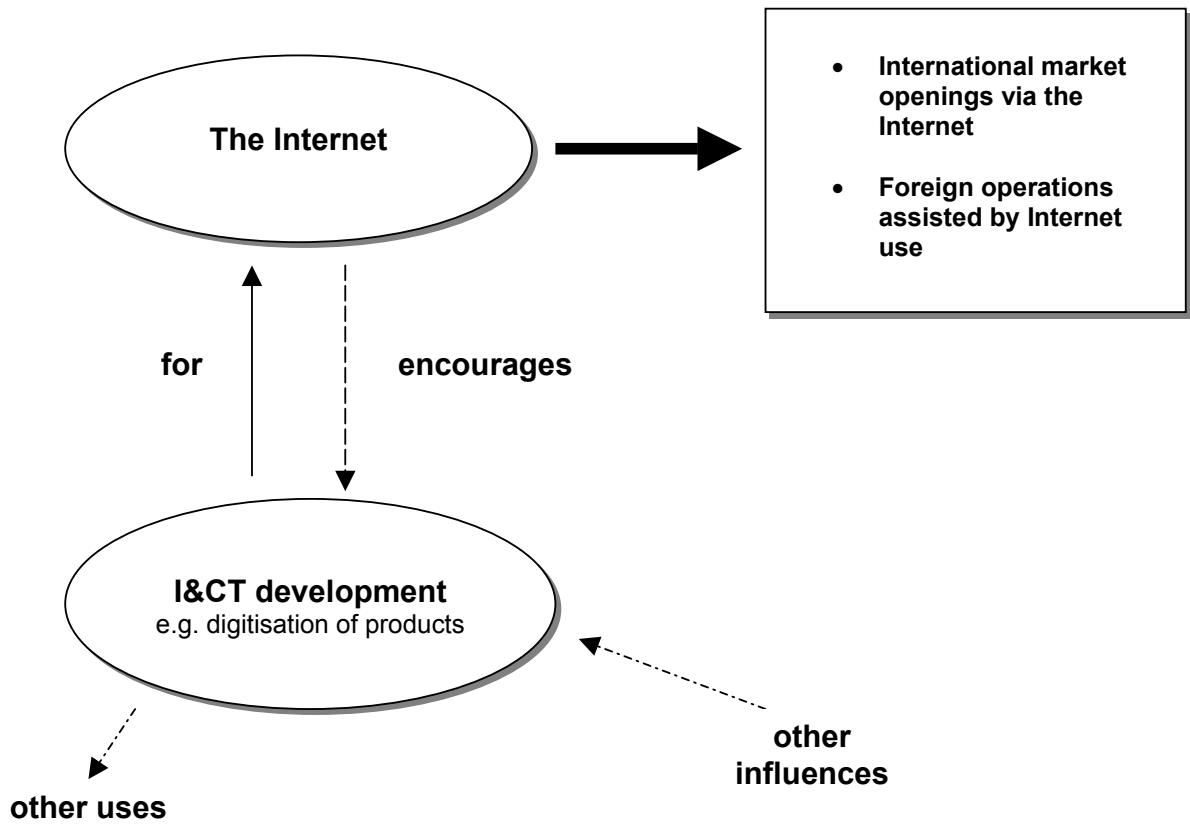 The Internet
• International market
openings via the
Internet
• Foreign operations
assisted by Internet
use
for
encourages
I&CT development
e.g. digitisation of products
other
influences
other uses